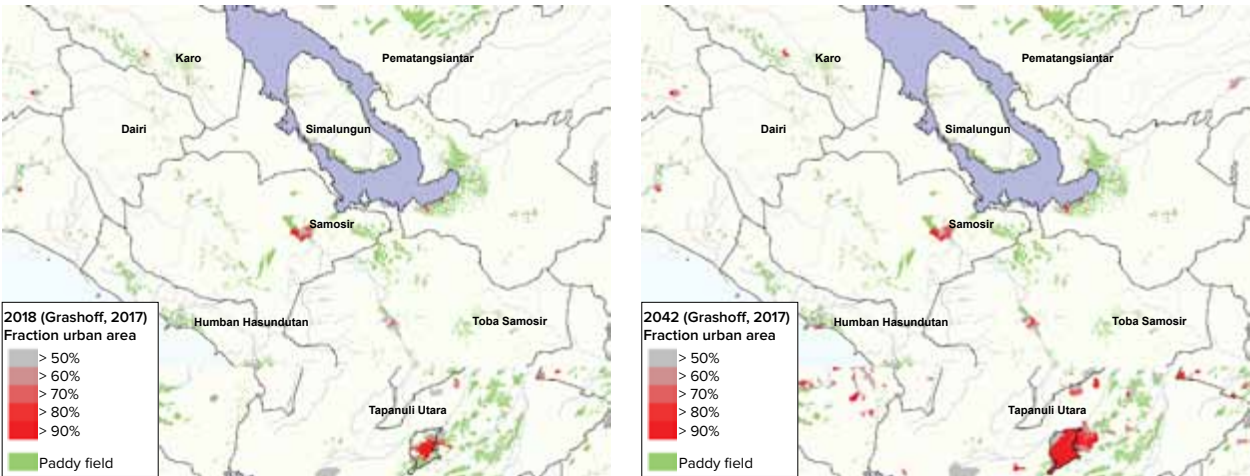 Karo
Pematangsiantar
Dairi
Simalungun
Samosir
Humban Hasundutan
Toba Samosir
Tapanuli Utara
2018 (Grashoff, 2017)
Fraction urban area
> 50%
> 60%
> 70%
> 80%
> 90%
Paddy field
Karo
Pematangsiantar
Dairi
Simalungun
Samosir
Humban Hasundutan
Toba Samosir
Tapanuli Utara
2042 (Grashoff, 2017)
Fraction urban area
> 50%
> 60%
> 70%
> 80%
> 90%
Paddy field